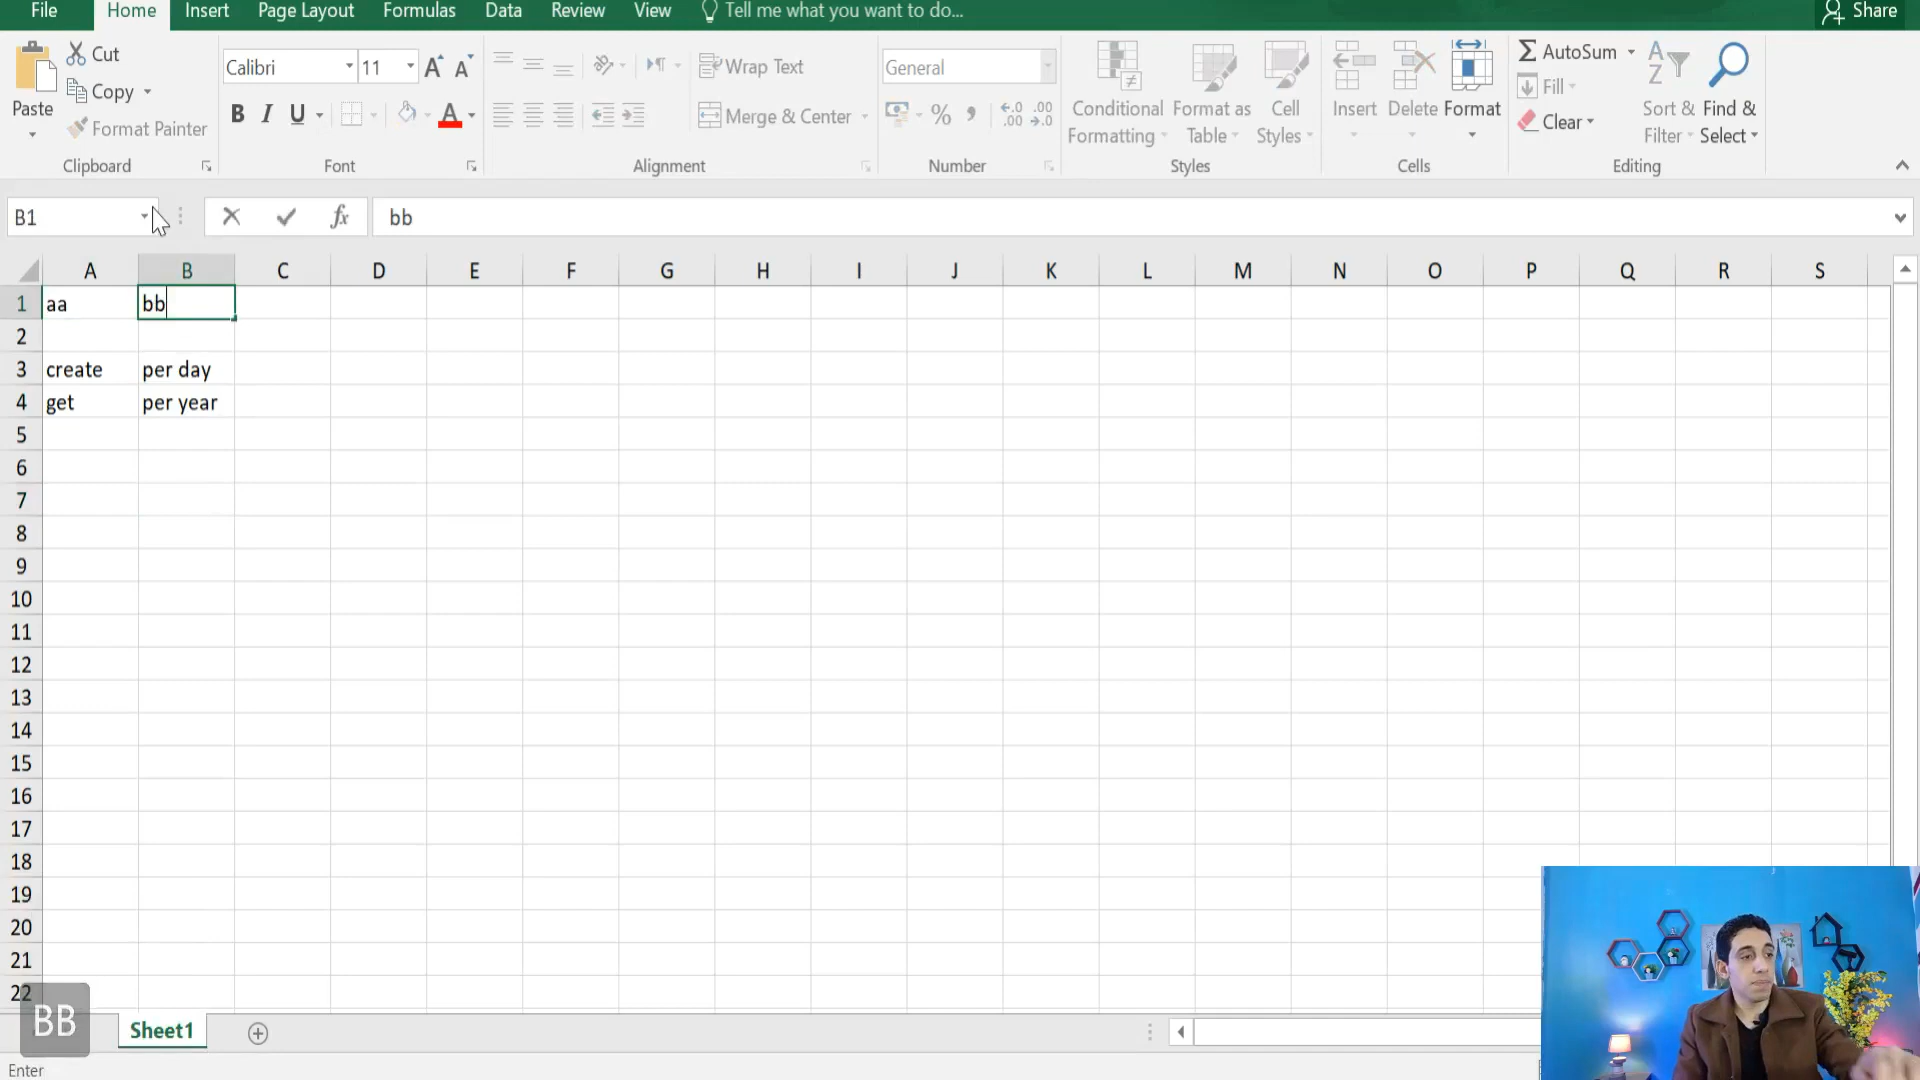 File Home Insert Page Layout Formulas Data Review View Tell me what you want to do... Share
Cut
Copy
Format Painter
Paste
Clipboard
Calibri 11
B I U A
Font
Wrap Text
Merge & Center
Alignment
General
% ,
Number
Conditional Formatting
Format as Table
Cell Styles
Styles
Insert Delete Format
Cells
AutoSum
Fill
Clear
Sort & Filter
Find & Select
Editing
B1 fx bb
A B C D E F G H I J K L M N O P Q R S
1 aa bb
2
3 create per day
4 get per year
5
6
7
8
9
10
11
12
13
14
15
16
17
18
19
20
21
22
BB
Sheet1
Enter